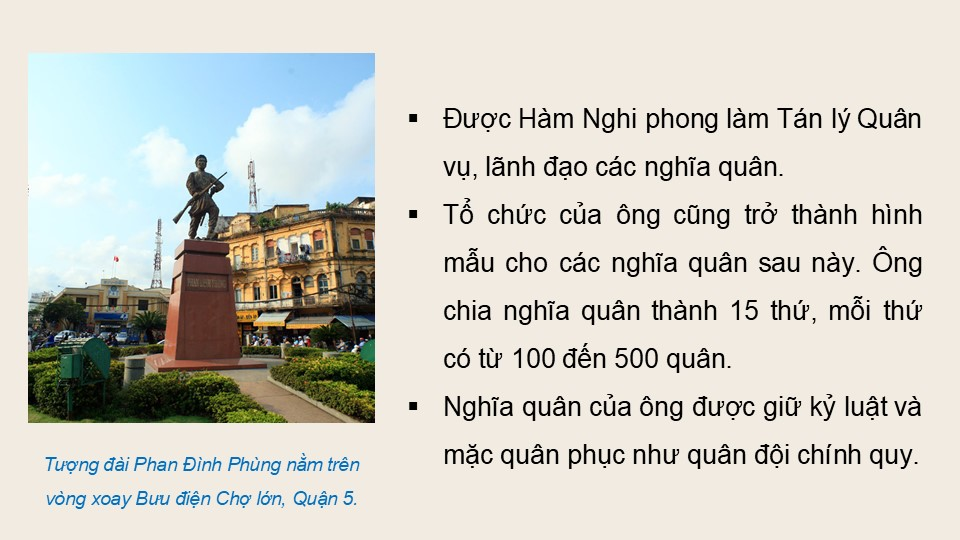 Được Hàm Nghi phong làm Tán lý Quân
vụ, lãnh đạo các nghĩa quân.
Tổ chức của ông cũng trở thành hình
mẫu cho các nghĩa quân sau này. Ông
chia nghĩa quân thành 15 thứ, mỗi thứ
có từ 100 đến 500 quân.
Nghĩa quân của ông được giữ kỷ luật và
mặc quân phục như quân đội chính quy.
Tượng đài Phan Đình Phùng nằm trên
vòng xoay Bưu điện Chợ lớn, Quận 5.